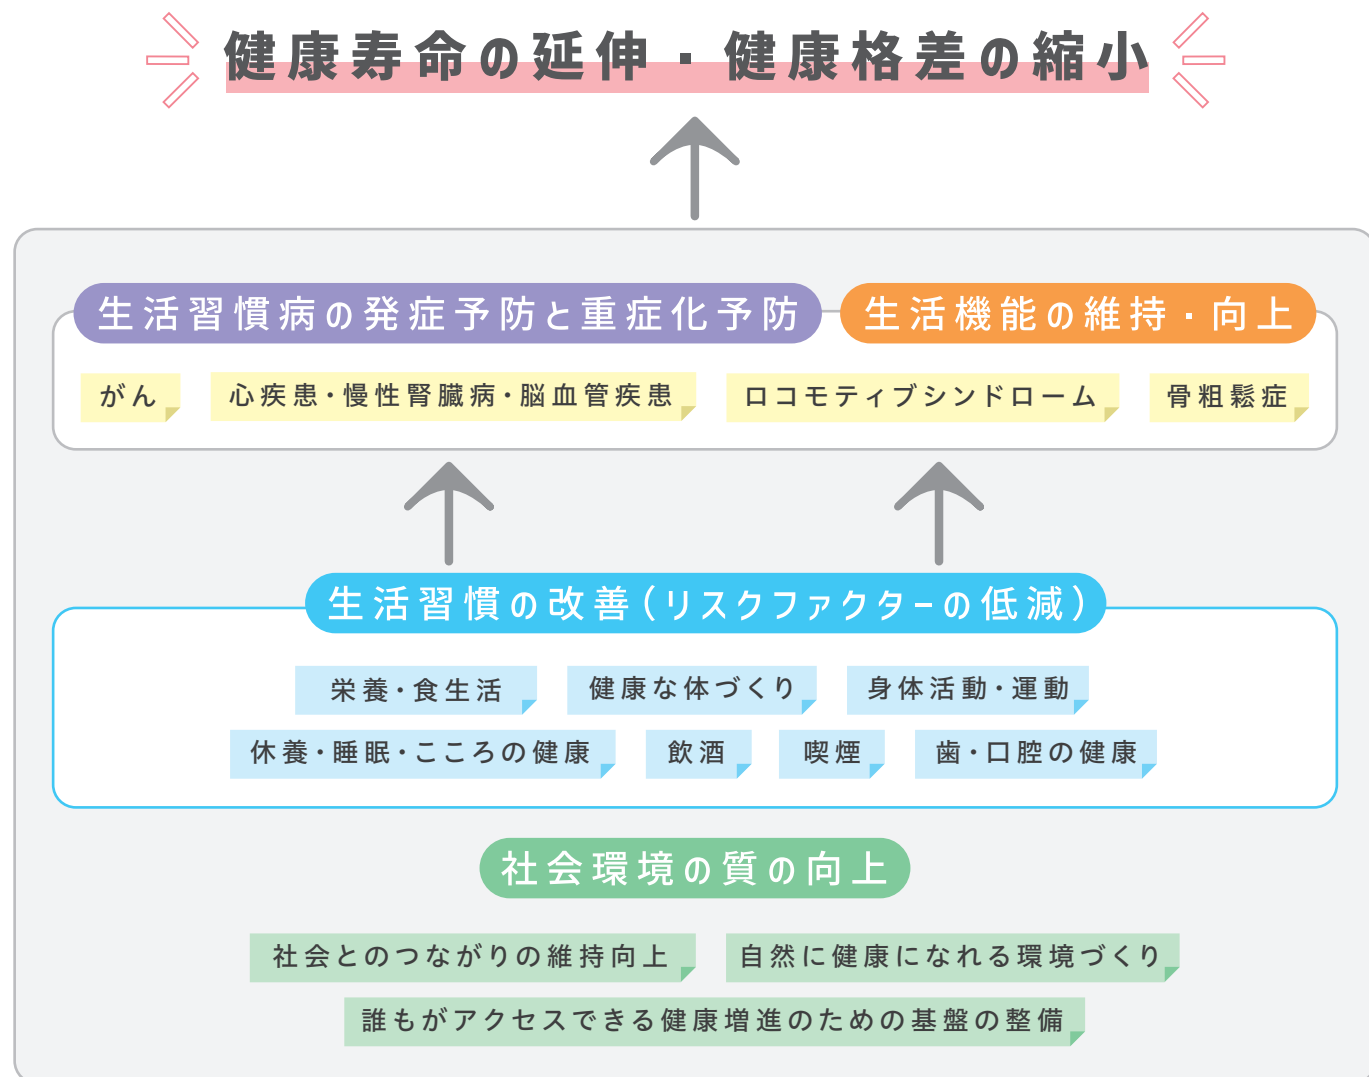 健康寿命の延伸・健康格差の縮小
生活習慣病の発症予防と重症化予防
生活機能の維持・向上
がん
心疾患・慢性腎臓病・脳血管疾患
ロコモティブシンドローム
骨粗鬆症
生活習慣の改善(リスクファクターの低減)
栄養・食生活
健康な体づくり
身体活動・運動
休養・睡眠・こころの健康
飲酒
喫煙
歯・口腔の健康
社会環境の質の向上
社会とのつながりの維持向上
自然に健康になれる環境づくり
誰もがアクセスできる健康増進のための基盤の整備